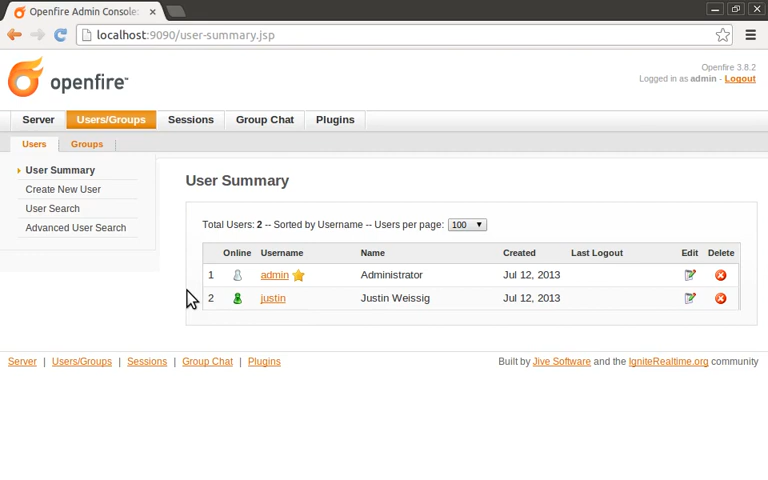 Openfire Admin Console:
localhost:9090/user-summary.jsp
openfire™
Openfire 3.8.2
Logged in as admin - Logout
Server Users/Groups Sessions Group Chat Plugins
Users Groups
User Summary
Create New User
User Search
Advanced User Search
User Summary
Total Users: 2 -- Sorted by Username -- Users per page: 100
Online Username Name Created Last Logout Edit Delete
1 admin Administrator Jul 12, 2013
2 justin Justin Weissig Jul 12, 2013
Server | Users/Groups | Sessions | Group Chat | Plugins
Built by Jive Software and IgniteRealtime.org community